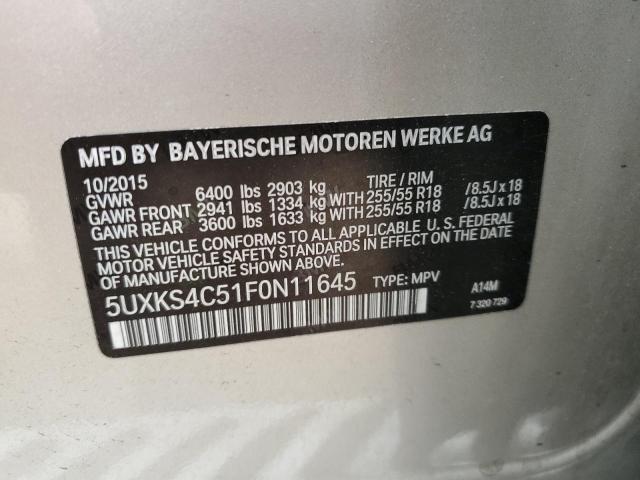 MFD BY BAYERISCHE MOTOREN WERKE AG
10/2015 TIRE / RIM
GVWR 6400 lbs 2903 kg
GAWR FRONT 2941 lbs 1334 kg WITH 255/55 R18 /8.5J x 18
GAWR REAR 3600 lbs 1633 kg WITH 255/55 R18 /8.5J x 18
THIS VEHICLE CONFORMS TO ALL APPLICABLE U.S. FEDERAL
MOTOR VEHICLE SAFETY STANDARDS IN EFFECT ON THE
DATE OF MANUFACTURE SHOWN ABOVE.
5UXKS4C51F0N11645 TYPE: MPV A14M
7 320 729